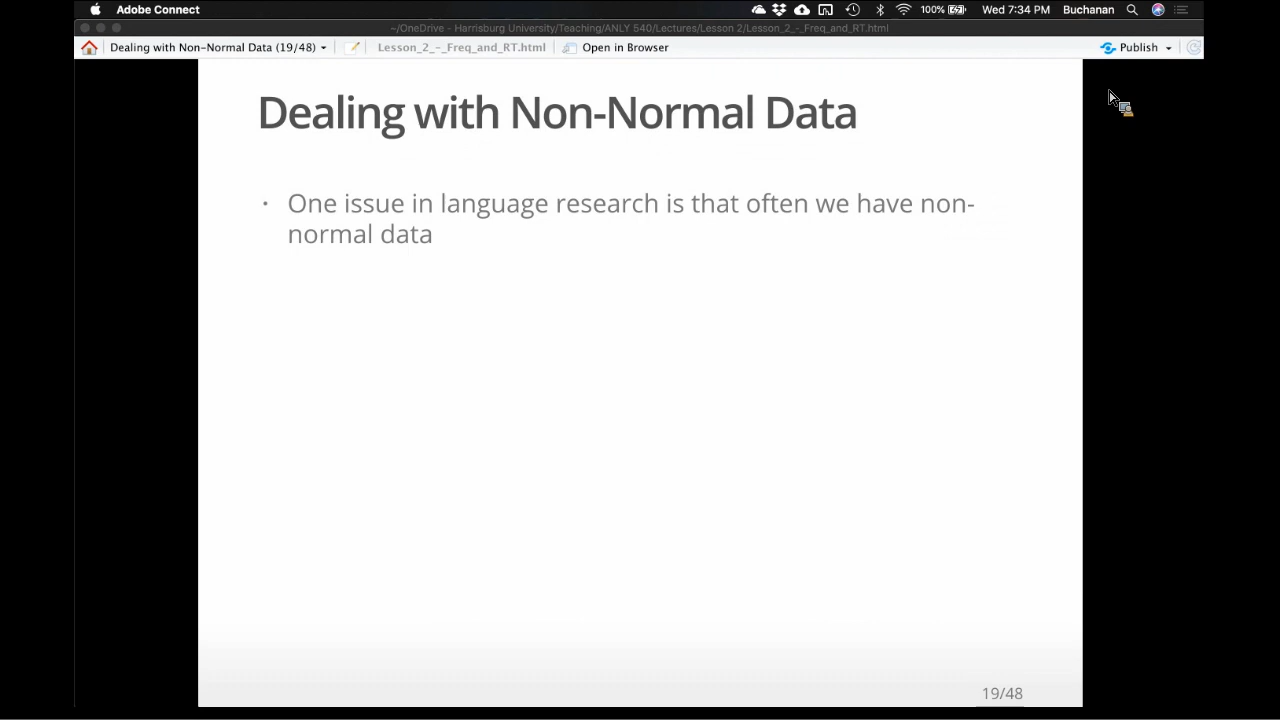 Adobe Connect 100% Wed 7:34 PM Buchanan
~/OneDrive - Harrisburg University/Teaching/ANLY 540/Lectures/Lesson 2/Lesson_2_-_Freq_and_RT.html
Dealing with Non-Normal Data (19/48) Lesson_2_-_Freq_and_RT.html Open in Browser Publish
Dealing with Non-Normal Data
· One issue in language research is that often we have non-
normal data
19/48